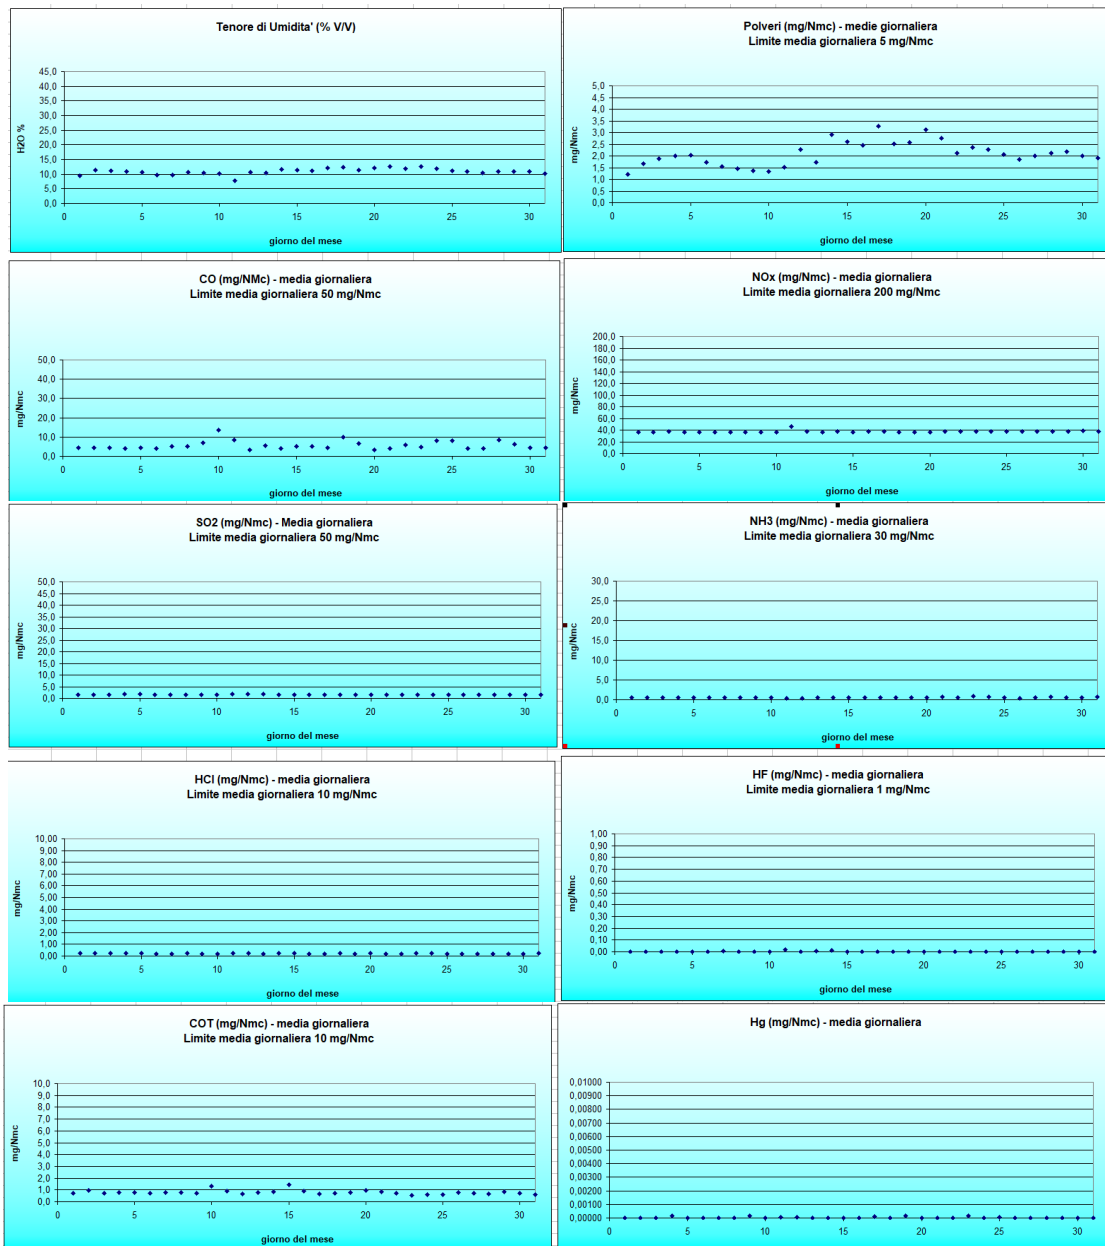 Tenore di Umidita' (% V/V)
45,0
40,0
35,0
30,0
25,0
20,0
15,0
10,0
5,0
0,0
H2O %
0 5 10 15 20 25 30
giorno del mese
Polveri (mg/Nmc) - medie giornaliera
Limite media giornaliera 5 mg/Nmc
5,0
4,5
4,0
3,5
3,0
2,5
2,0
1,5
1,0
0,5
0,0
mg/Nmc
0 5 10 15 20 25 30
giorno del mese
CO (mg/NMc) - media giornaliera
Limite media giornaliera 50 mg/Nmc
50,0
40,0
30,0
20,0
10,0
0,0
mg/Nmc
0 5 10 15 20 25 30
giorno del mese
NOx (mg/Nmc) - media giornaliera
Limite media giornaliera 200 mg/Nmc
200,0
180,0
160,0
140,0
120,0
100,0
80,0
60,0
40,0
20,0
0,0
mg/Nmc
0 5 10 15 20 25 30
giorno del mese
SO2 (mg/Nmc) - Media giornaliera
Limite media giornaliera 50 mg/Nmc
50,0
45,0
40,0
35,0
30,0
25,0
20,0
15,0
10,0
5,0
0,0
mg/Nmc
0 5 10 15 20 25 30
giorno del mese
NH3 (mg/Nmc) - media giornaliera
Limite media giornaliera 30 mg/Nmc
30,0
25,0
20,0
15,0
10,0
5,0
0,0
mg/Nmc
0 5 10 15 20 25 30
giorno del mese
HCl (mg/Nmc) - media giornaliera
Limite media giornaliera 10 mg/Nmc
10,00
9,00
8,00
7,00
6,00
5,00
4,00
3,00
2,00
1,00
0,00
mg/Nmc
0 5 10 15 20 25 30
giorno del mese
HF (mg/Nmc) - media giornaliera
Limite media giornaliera 1 mg/Nmc
1,00
0,90
0,80
0,70
0,60
0,50
0,40
0,30
0,20
0,10
0,00
mg/Nmc
0 5 10 15 20 25 30
giorno del mese
COT (mg/Nmc) - media giornaliera
Limite media giornaliera 10 mg/Nmc
10,0
9,0
8,0
7,0
6,0
5,0
4,0
3,0
2,0
1,0
0,0
mg/Nmc
0 5 10 15 20 25 30
giorno del mese
Hg (mg/Nmc) - media giornaliera
0,01000
0,00900
0,00800
0,00700
0,00600
0,00500
0,00400
0,00300
0,00200
0,00100
0,00000
mg/Nmc
0 5 10 15 20 25 30
giorno del mese